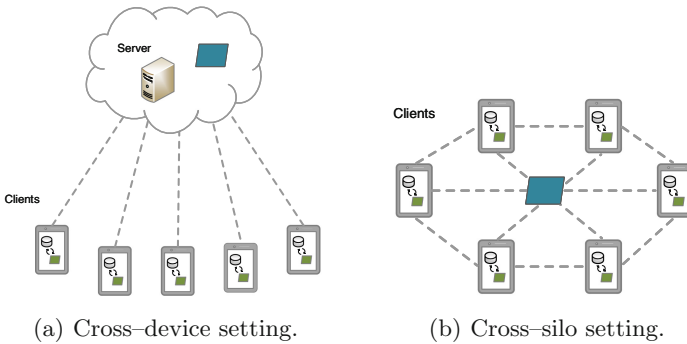 Server
Clients
Clients
(a) Cross–device setting.
(b) Cross–silo setting.